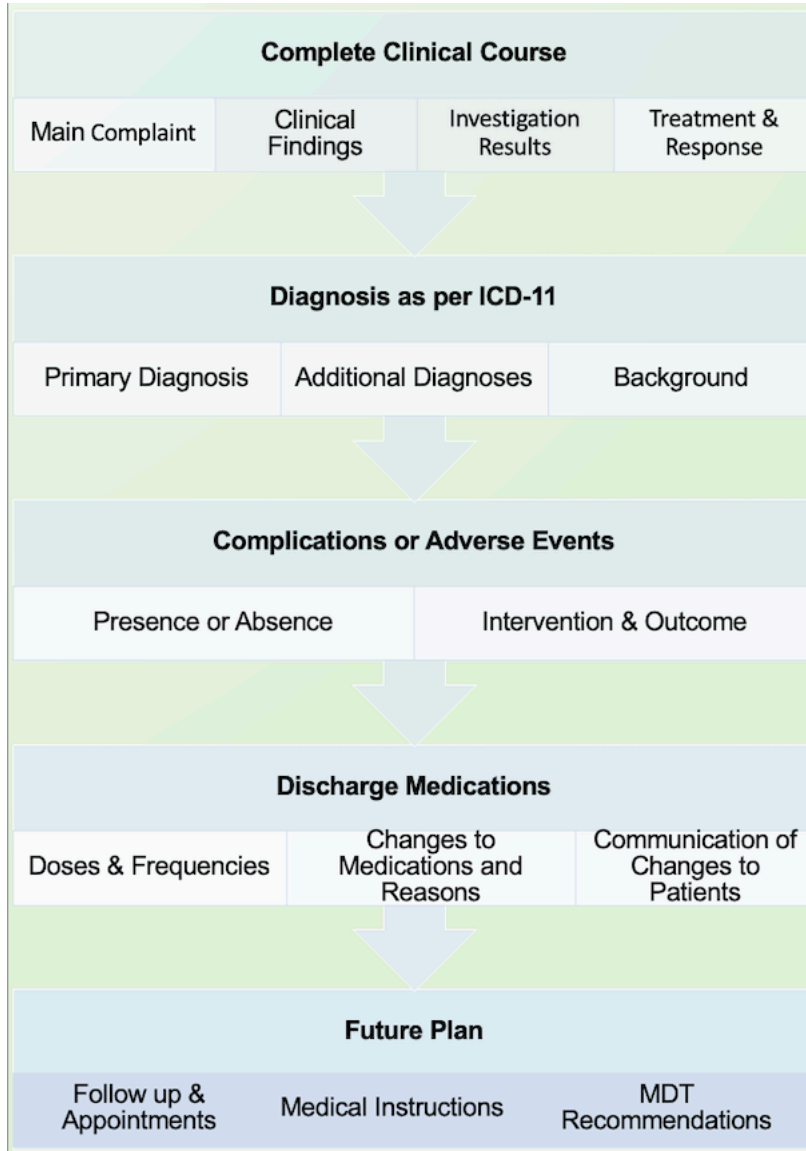 Complete Clinical Course
Main Complaint
Clinical
Findings
Investigation
Results
Treatment &
Response
Diagnosis as per ICD-11
Primary Diagnosis
Additional Diagnoses
Background
Complications or Adverse Events
Presence or Absence
Intervention & Outcome
Discharge Medications
Doses & Frequencies
Changes to
Medications and
Reasons
Communication of
Changes to
Patients
Future Plan
Follow up &
Appointments
Medical Instructions
MDT
Recommendations